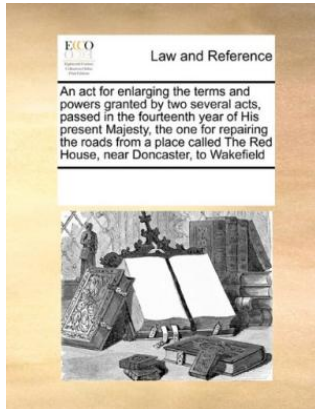 ECCO
Law and Reference
An act for enlarging the terms and
powers granted by two several acts,
passed in the fourteenth year of His
present Majesty, the one for repairing
the roads from a place called The Red
House, near Doncaster, to Wakefield